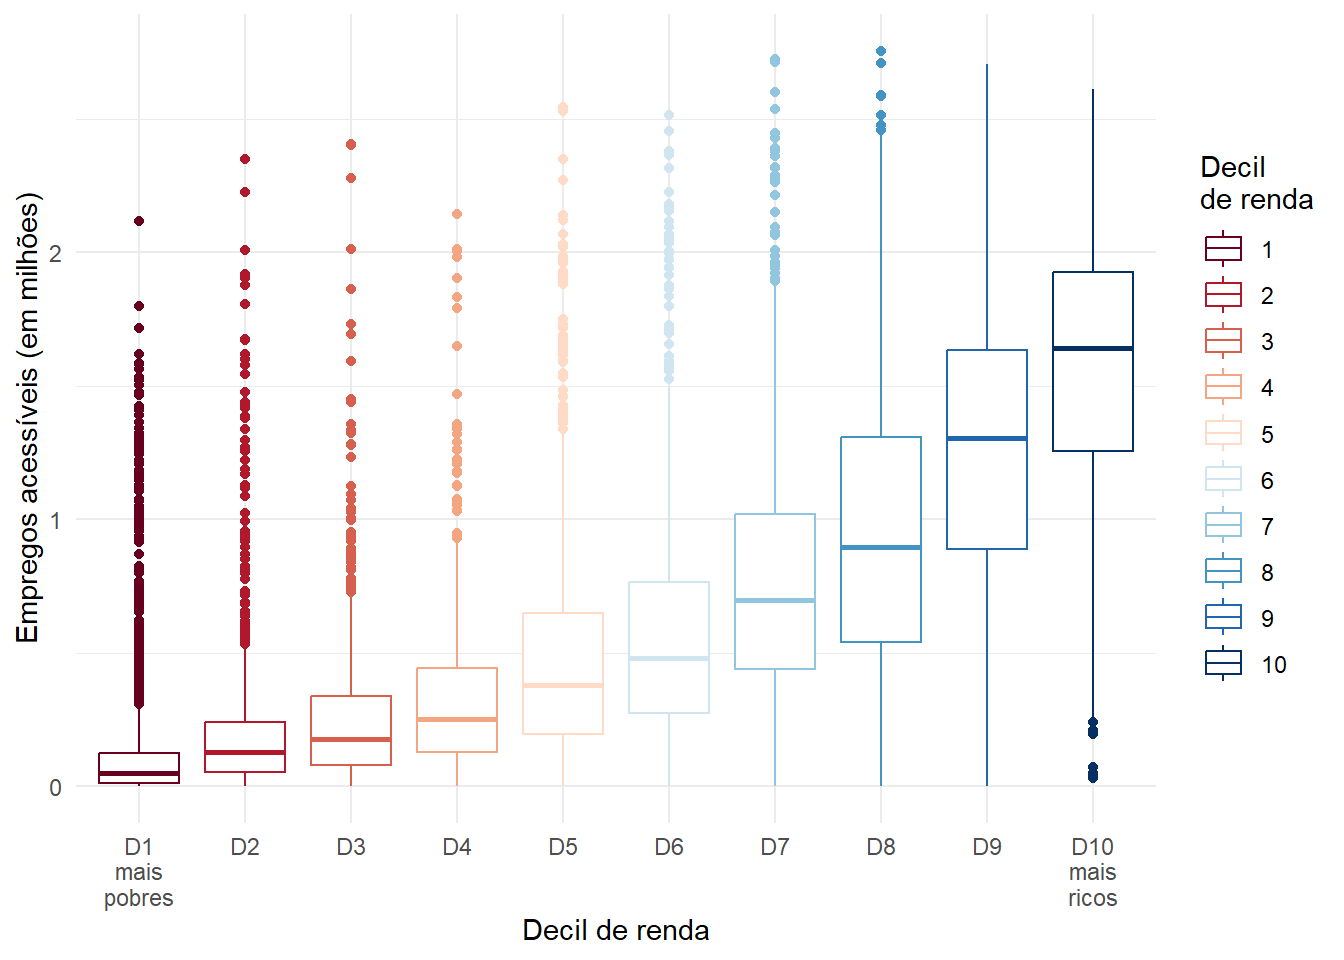 Empregos acessíveis (em milhões)
2
1
0
D1
mais
pobres
D2
D3
D4
D5
D6
D7
D8
D9
D10
mais
ricos
Decil de renda
Decil
de renda
1
2
3
4
5
6
7
8
9
10